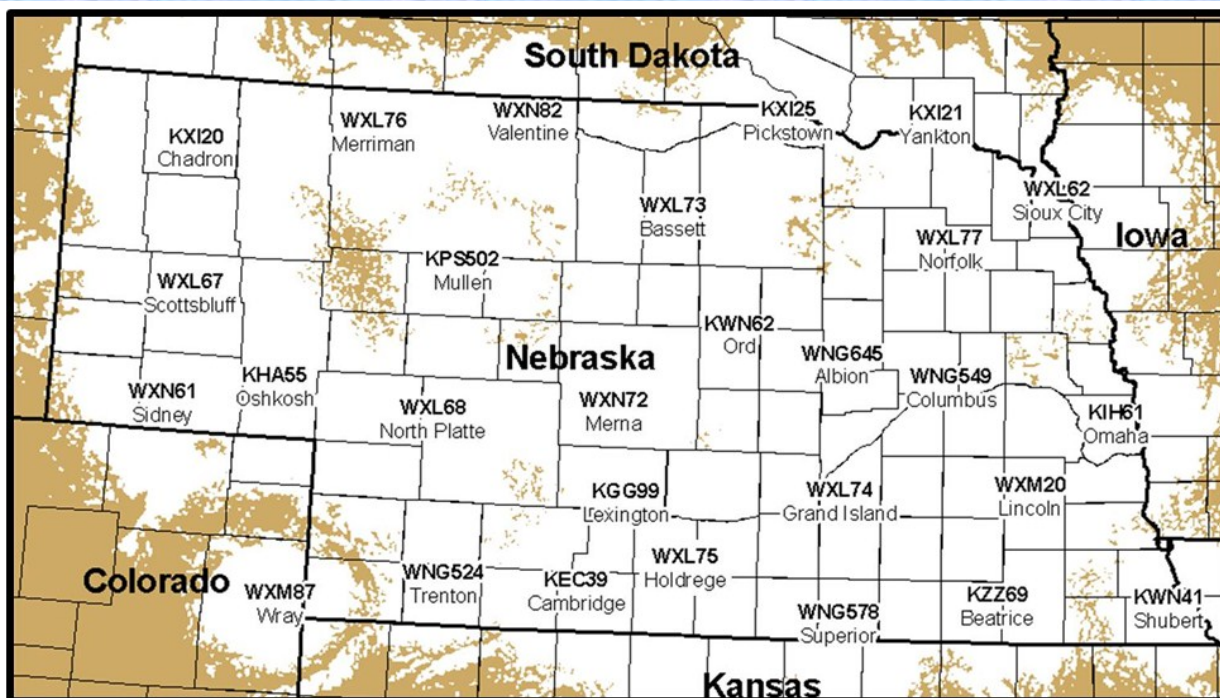 South Dakota
KXI20
Chadron
WXL76
Merriman
WXN82
Valentine
KXI25
Pickstown
KXI21
Yankton
WXL73
Bassett
WXL62
Sioux City
WXL77
Norfolk
Iowa
WXL67
Scottsbluff
KPS502
Mullen
KWN62
Ord
Nebraska
WNG645
Albion
WXN61
Sidney
KHA55
Oshkosh
WXL68
North Platte
WXN72
Merna
WNG549
Columbus
KIH61
Omaha
KGG99
Lexington
WXL74
Grand Island
WXM20
Lincoln
Colorado
WXM87
Wray
WNG524
Trenton
KEC39
Cambridge
WXL75
Holdrege
WNG578
Superior
KZZ69
Beatrice
KWN41
Shubert
Kansas